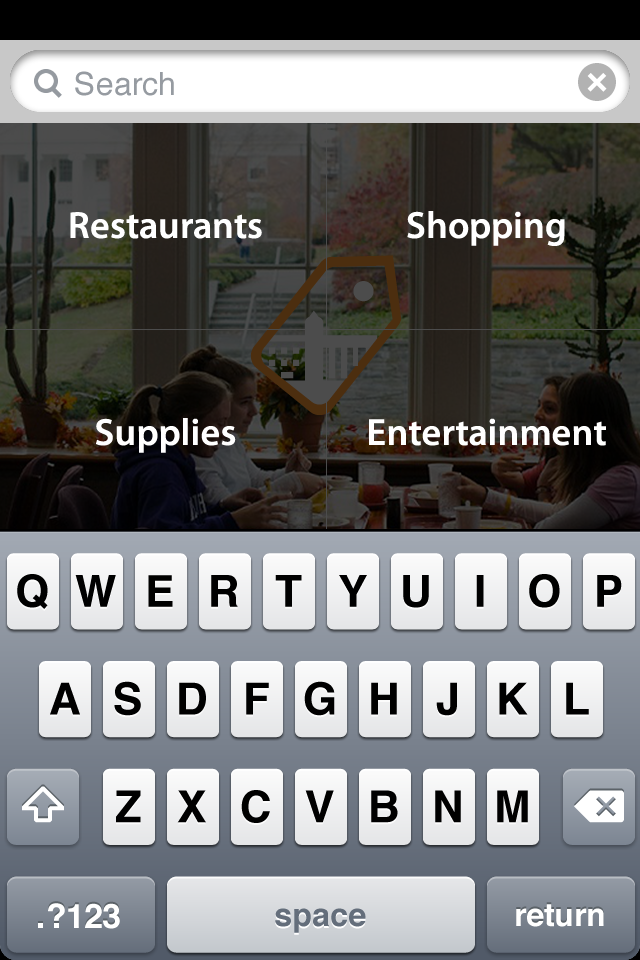 Search
Restaurants Shopping
Supplies Entertainment
Q W E R T Y U I O P
A S D F G H J K L
Z X C V B N M
.?123 space return